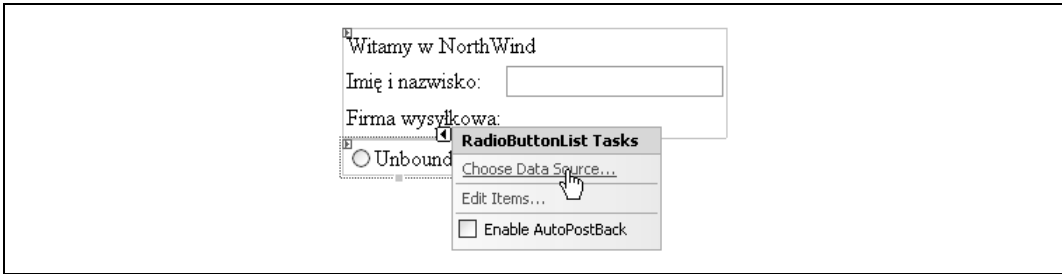 Witamy w NorthWind
Imię i nazwisko:
Firma wysyłkowa:
Unbound
RadioButtonList Tasks
Choose Data Source...
Edit Items...
Enable AutoPostBack